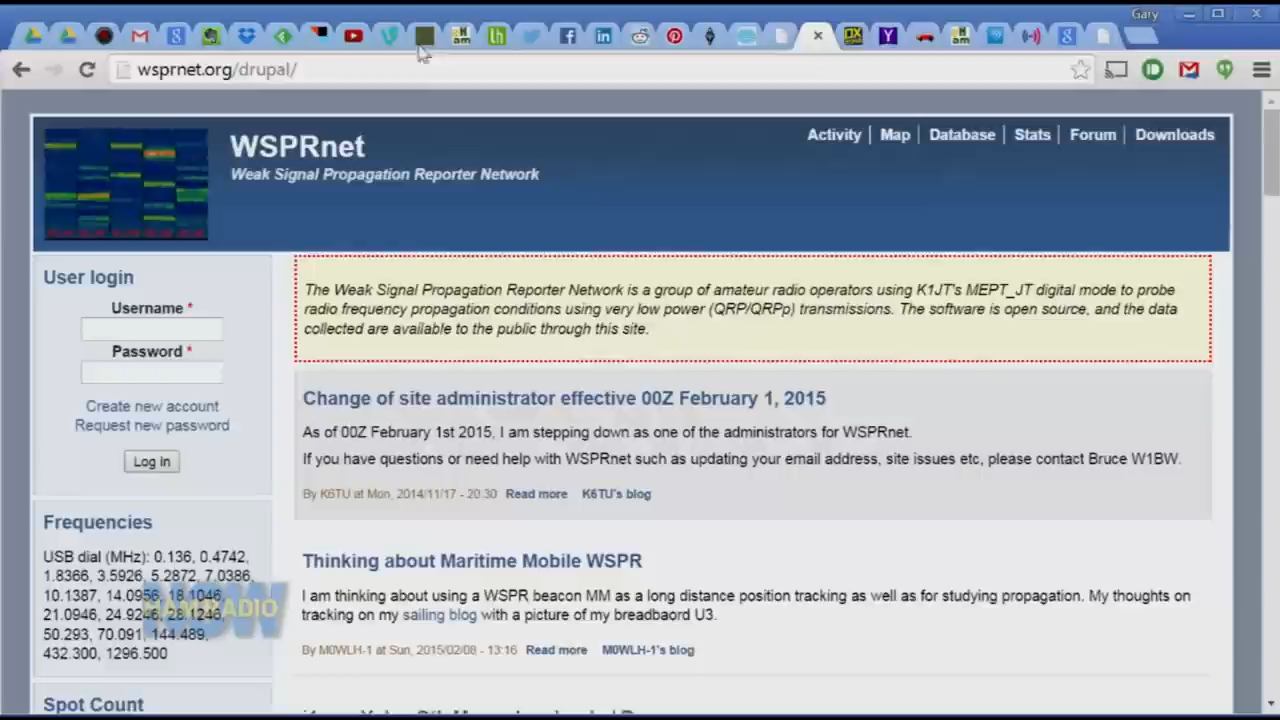 Gary
wsprnet.org/drupal/
WSPRnet
Weak Signal Propagation Reporter Network
Activity | Map | Database | Stats | Forum | Downloads
User login
Username *
Password *
Create new account
Request new password
Log in
Frequencies
USB dial (MHz): 0.136, 0.4742,
1.8366, 3.5926, 5.2872, 7.0386,
10.1387, 14.0956, 18.1046,
21.0946, 24.9246, 28.1246,
50.293, 70.091, 144.489,
432.300, 1296.500
HAMRADIO
NOW
Spot Count
The Weak Signal Propagation Reporter Network is a group of amateur radio operators using K1JT's MEPT_JT digital mode to probe
radio frequency propagation conditions using very low power (QRP/QRPp) transmissions. The software is open source, and the data
collected are available to the public through this site.
Change of site administrator effective 00Z February 1, 2015
As of 00Z February 1st 2015, I am stepping down as one of the administrators for WSPRnet.
If you have questions or need help with WSPRnet such as updating your email address, site issues etc, please contact Bruce W1BW.
By K6TU at Mon, 2014/11/17 - 20:30 Read more K6TU's blog
Thinking about Maritime Mobile WSPR
I am thinking about using a WSPR beacon MM as a long distance position tracking as well as for studying propagation. My thoughts on
tracking on my sailing blog with a picture of my breadbaord U3.
By M0WLH-1 at Sun, 2015/02/08 - 13:16 Read more M0WLH-1's blog